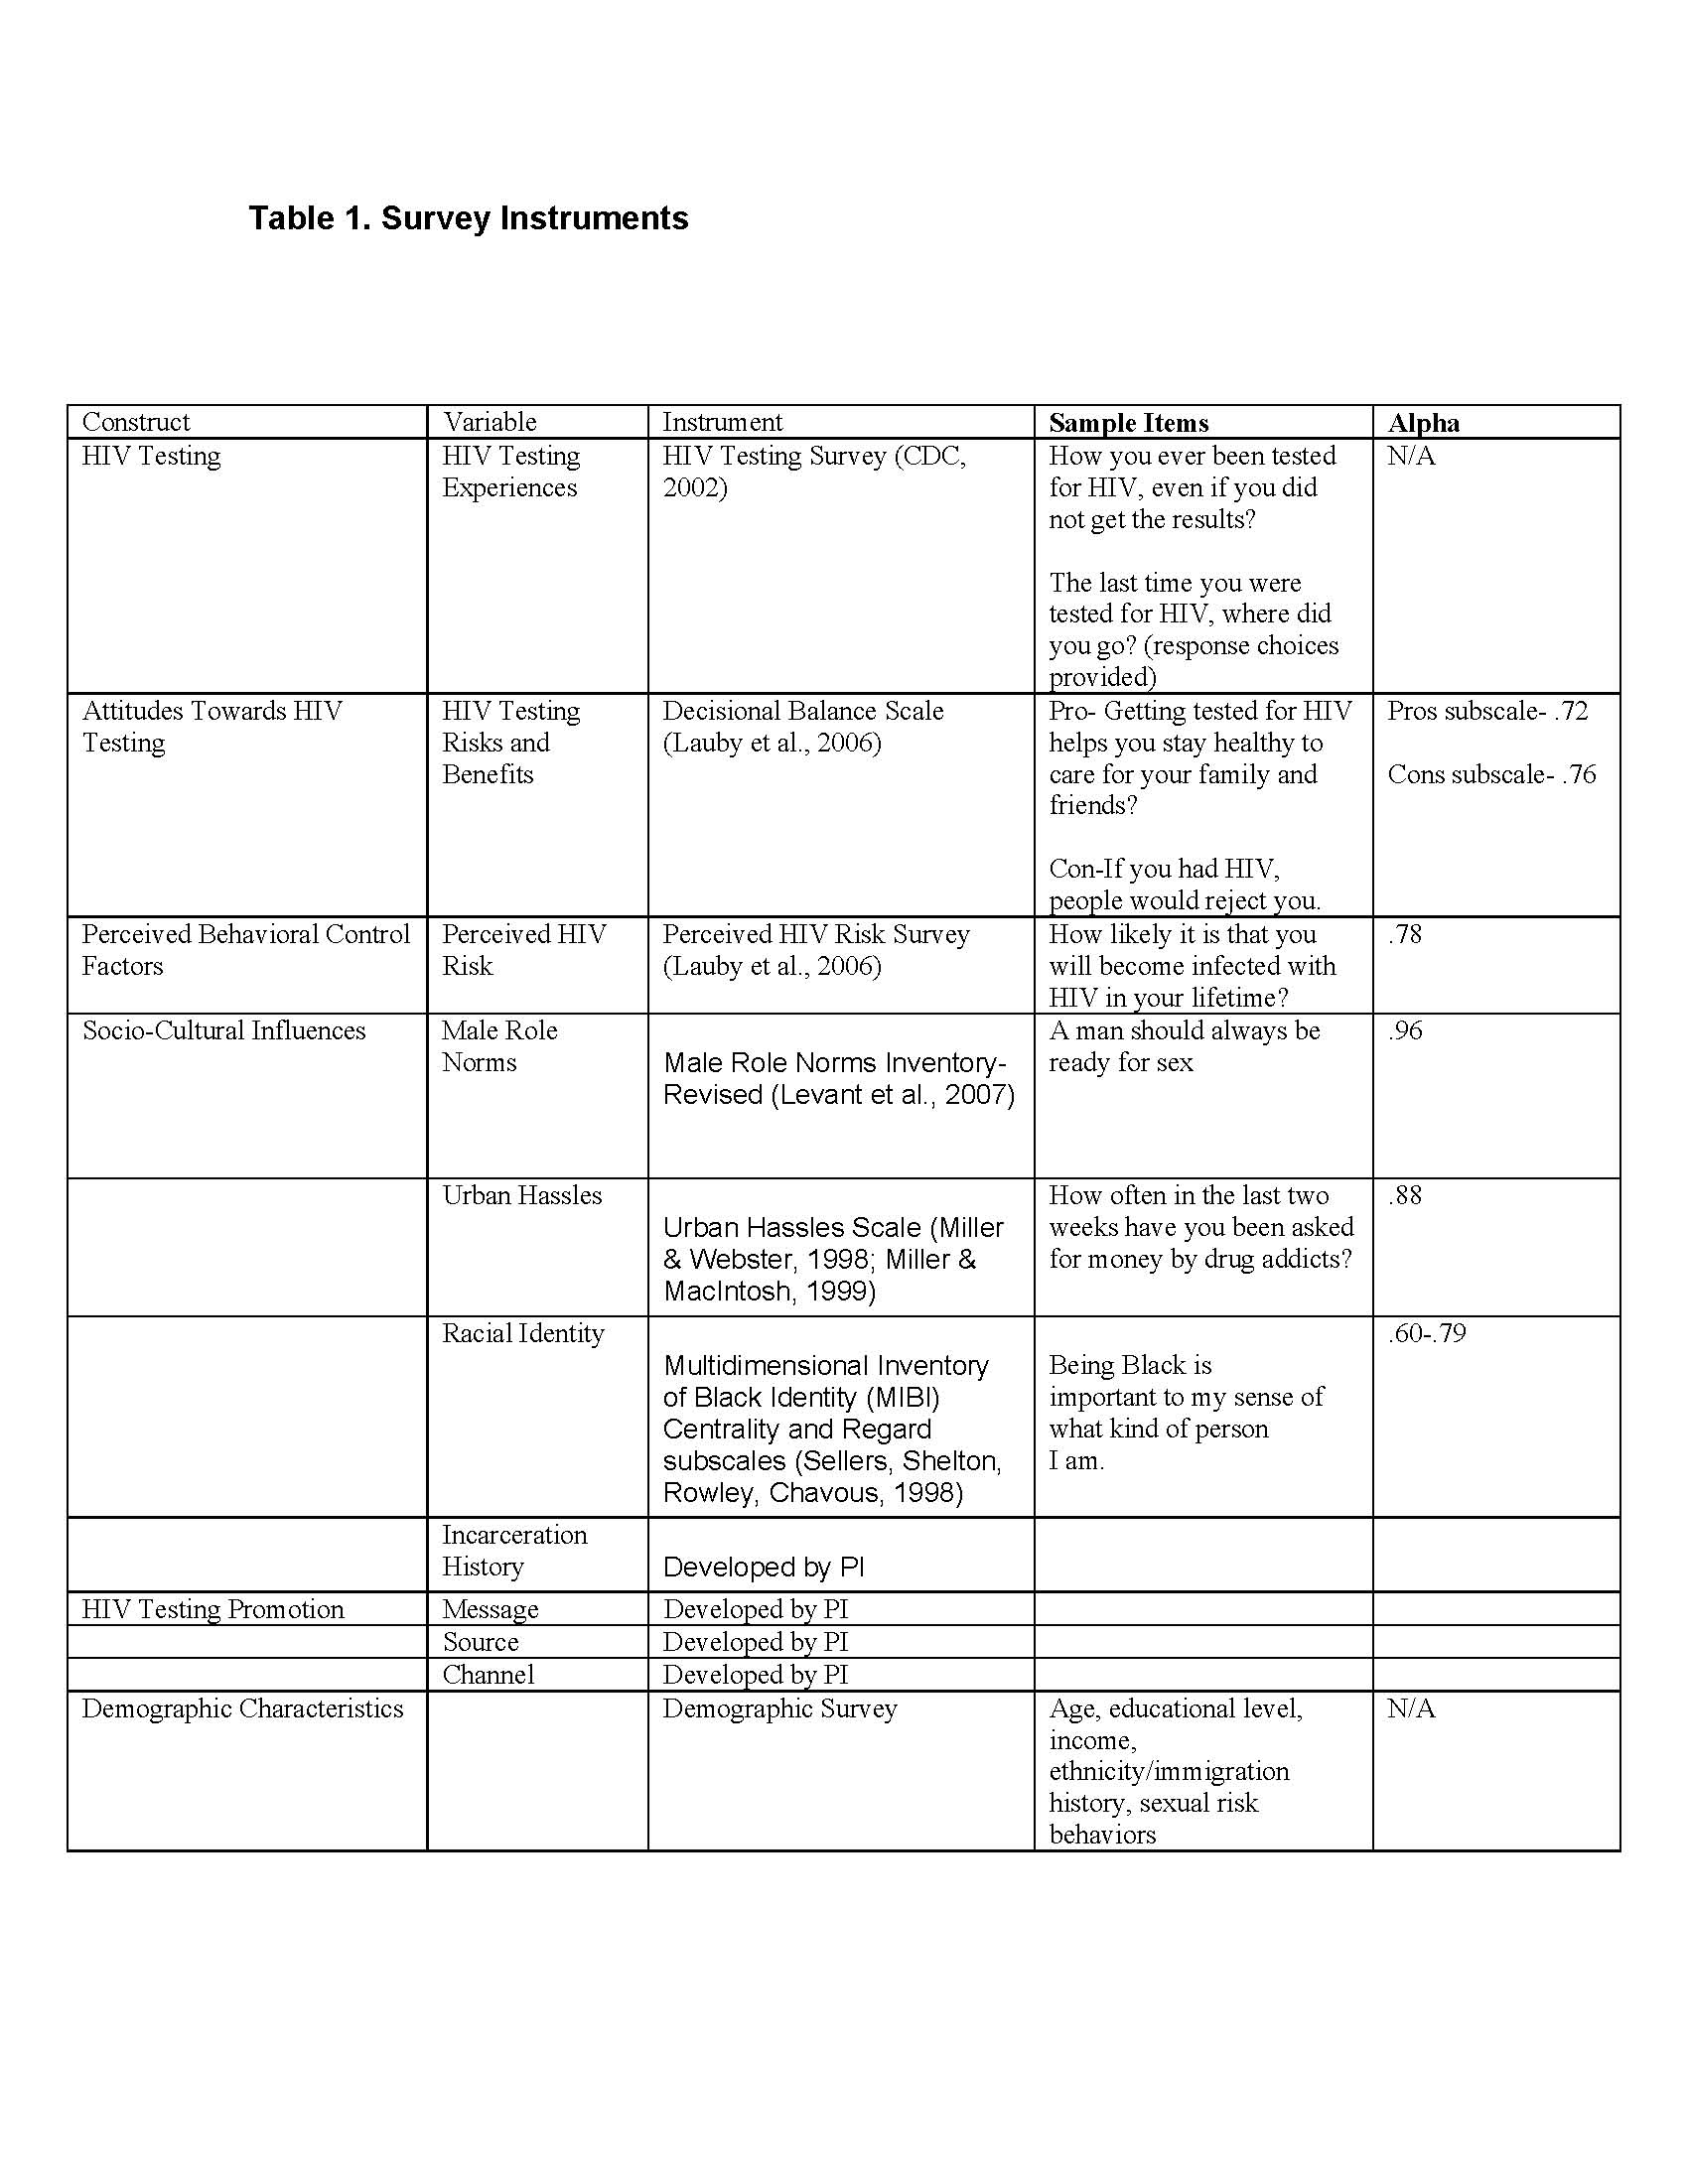 Table 1. Survey Instruments
Construct
Variable
Instrument
Sample Items
Alpha
HIV Testing
HIV Testing
Experiences
HIV Testing Survey (CDC,
2002)
How you ever been tested
for HIV, even if you did
not get the results?
The last time you were
tested for HIV, where did
you go? (response choices
provided)
N/A
Attitudes Towards HIV
Testing
HIV Testing
Risks and
Benefits
Decisional Balance Scale
(Lauby et al., 2006)
Pro- Getting tested for HIV
helps you stay healthy to
care for your family and
friends?
Con-If you had HIV,
people would reject you.
Pros subscale- .72
Cons subscale- .76
Perceived Behavioral Control
Factors
Perceived HIV
Risk
Perceived HIV Risk Survey
(Lauby et al., 2006)
How likely it is that you
will become infected with
HIV in your lifetime?
.78
Socio-Cultural Influences
Male Role
Norms
Male Role Norms Inventory-
Revised (Levant et al., 2007)
A man should always be
ready for sex
.96
Urban Hassles
Urban Hassles Scale (Miller
& Webster, 1998; Miller &
MacIntosh, 1999)
How often in the last two
weeks have you been asked
for money by drug addicts?
.88
Racial Identity
Multidimensional Inventory
of Black Identity (MIBI)
Centrality and Regard
subscales (Sellers, Shelton,
Rowley, Chavous, 1998)
Being Black is
important to my sense of
what kind of person
I am.
.60-.79
Incarceration
History
Developed by PI
HIV Testing Promotion
Message
Developed by PI
Source
Developed by PI
Channel
Developed by PI
Demographic Characteristics
Demographic Survey
Age, educational level,
income,
ethnicity/immigration
history, sexual risk
behaviors
N/A